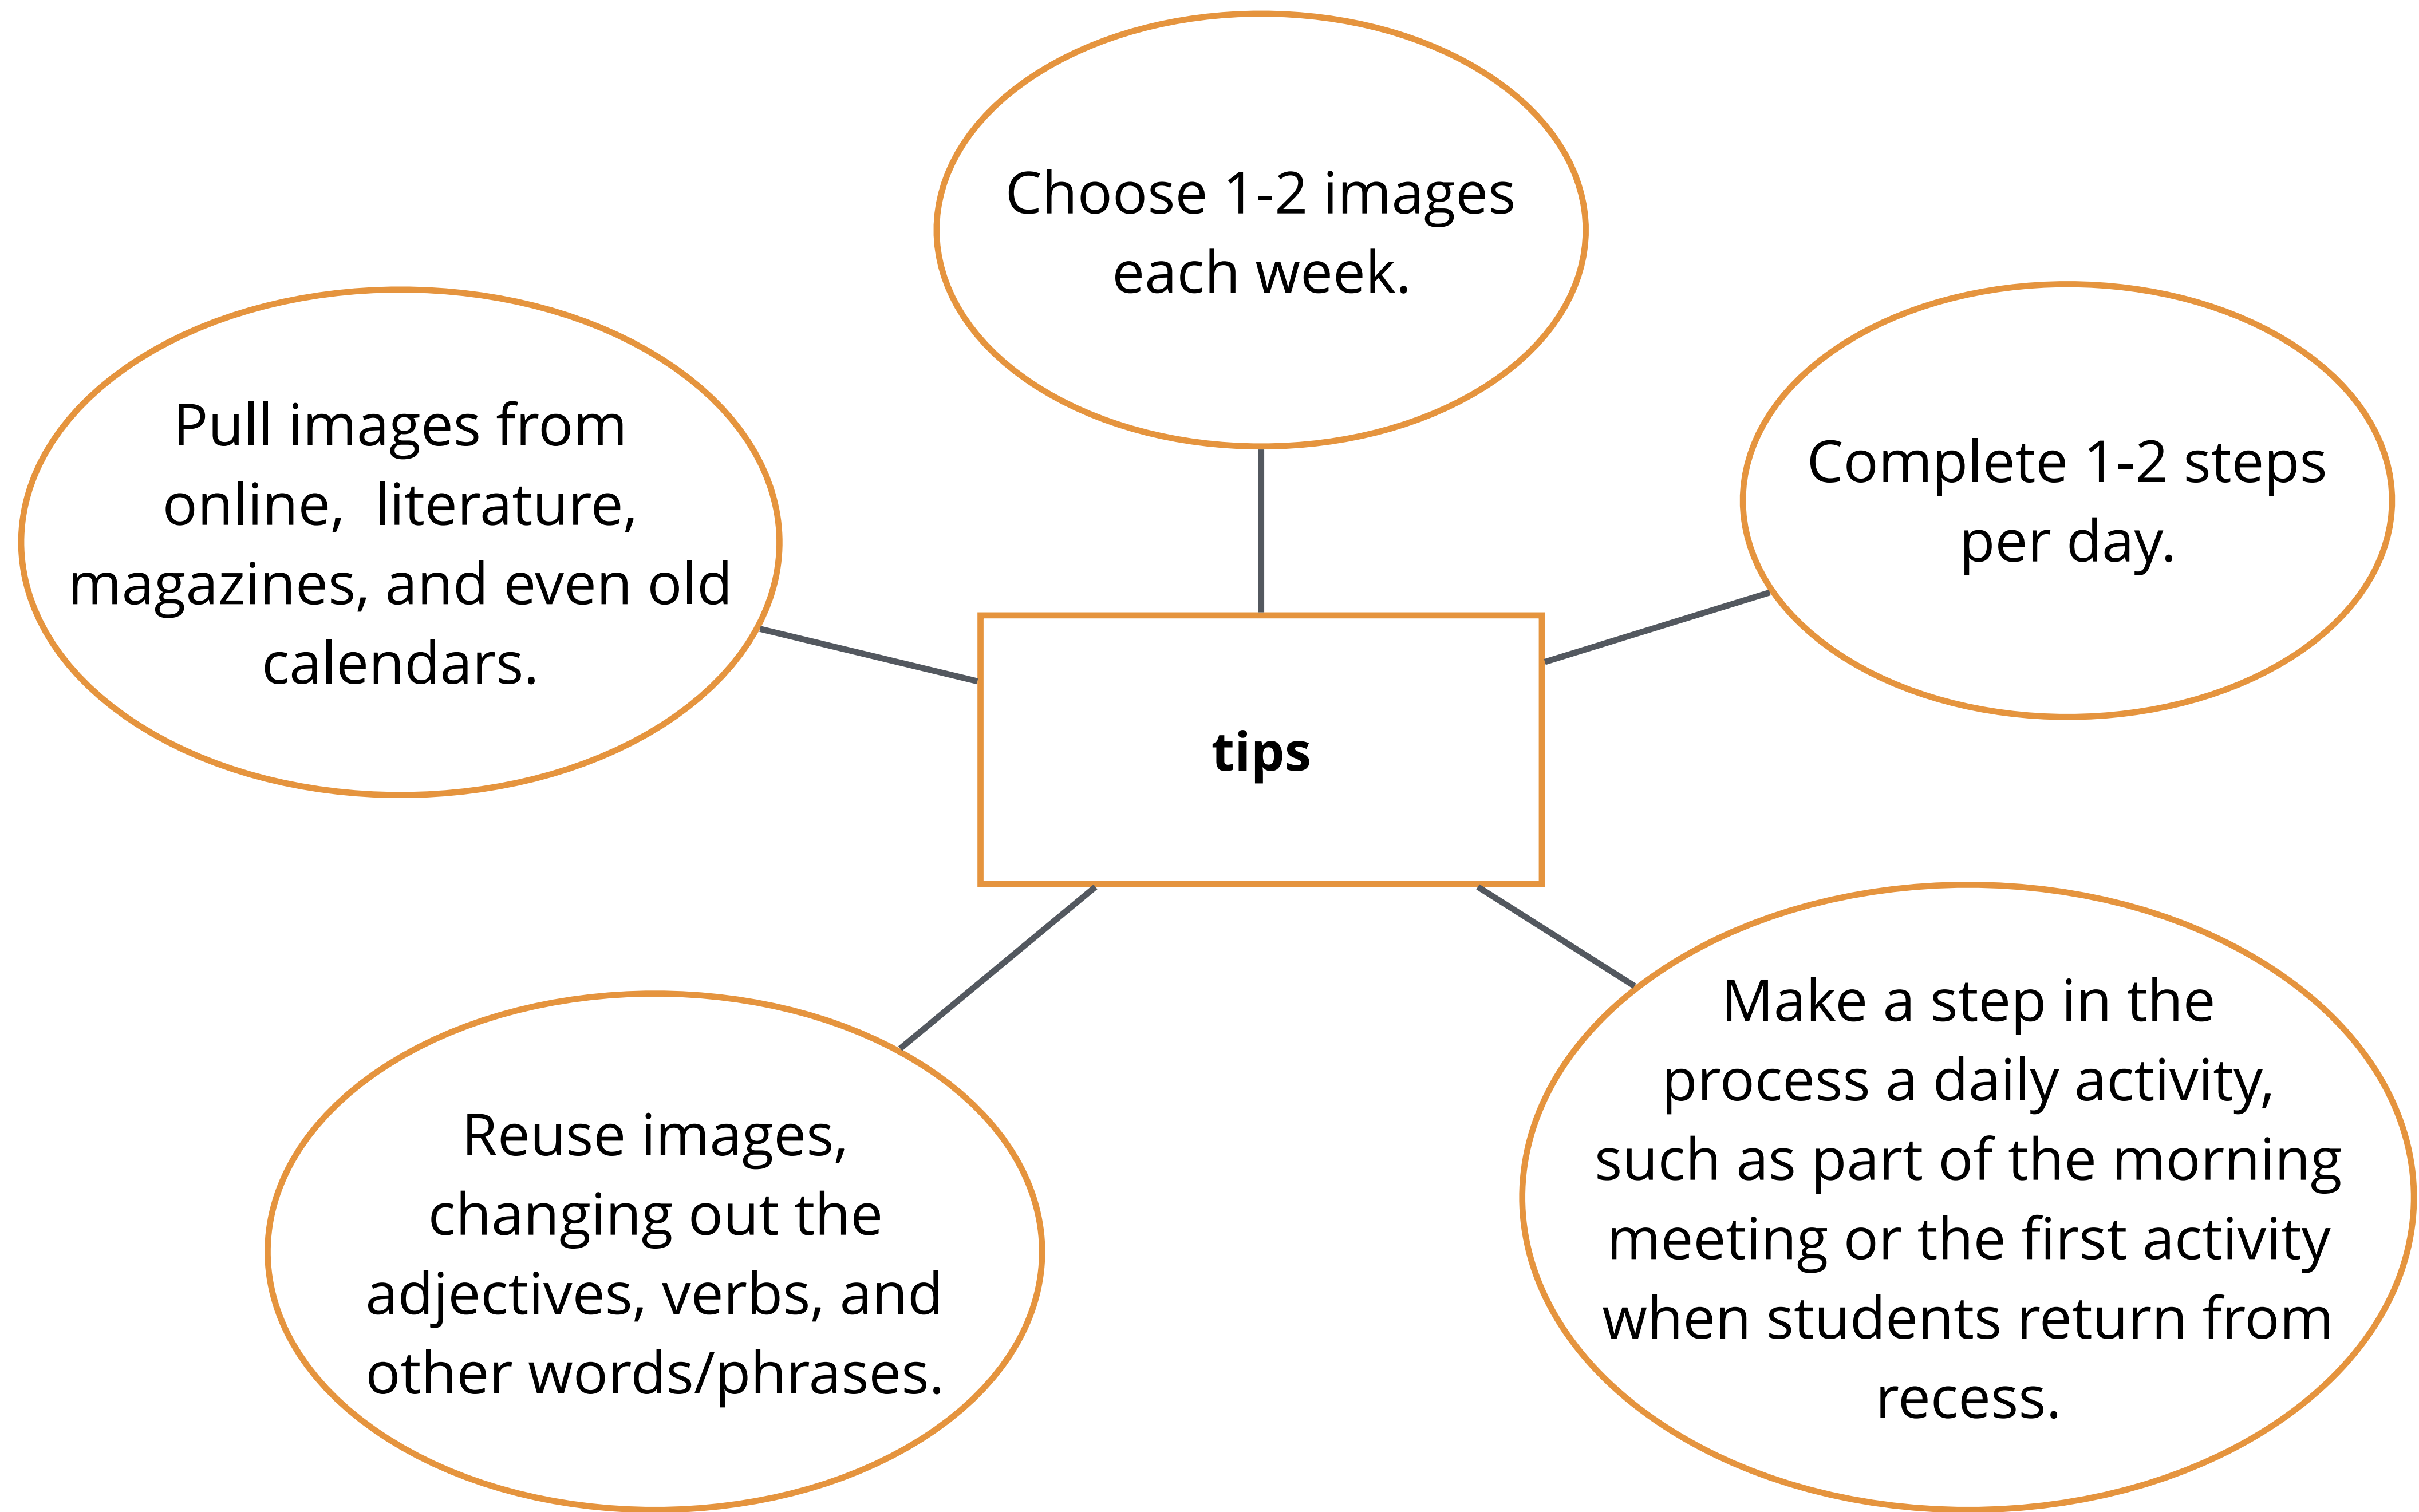 Choose 1-2 images
each week.
Pull images from
online,  literature,
magazines, and even old
calendars.
Complete 1-2 steps
per day.
tips
Reuse images,
changing out the
adjectives, verbs, and
other words/phrases.
Make a step in the
process a daily activity,
such as part of the morning
meeting or the first activity
when students return from
recess.